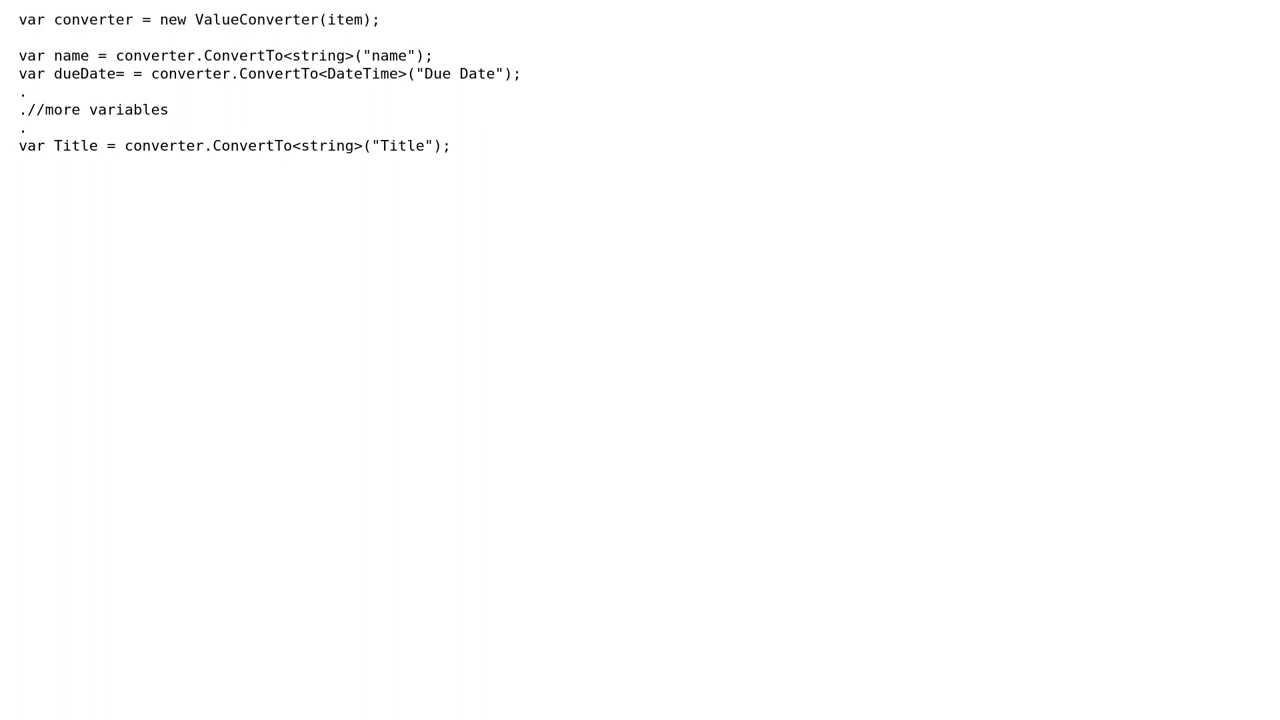 var converter = new ValueConverter(item);
var name = converter.ConvertTo<string>("name");
var dueDate= = converter.ConvertTo<DateTime>("Due Date");
.
.//more variables
.
var Title = converter.ConvertTo<string>("Title");